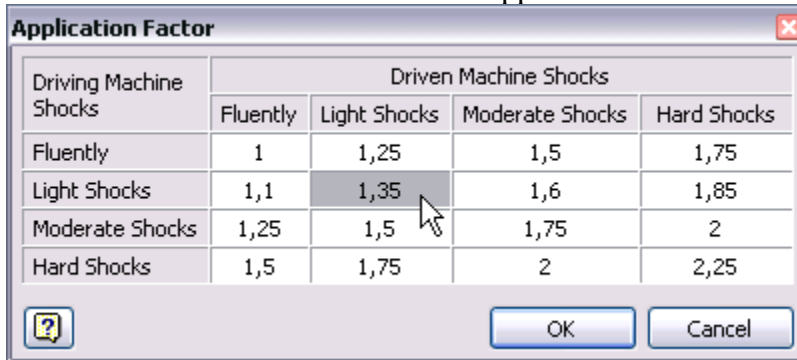 Application Factor
Driving Machine Shocks Driven Machine Shocks
Fluently Light Shocks Moderate Shocks Hard Shocks
Fluently 1 1,25 1,5 1,75
Light Shocks 1,1 1,35 1,6 1,85
Moderate Shocks 1,25 1,5 1,75 2
Hard Shocks 1,5 1,75 2 2,25
? OK Cancel